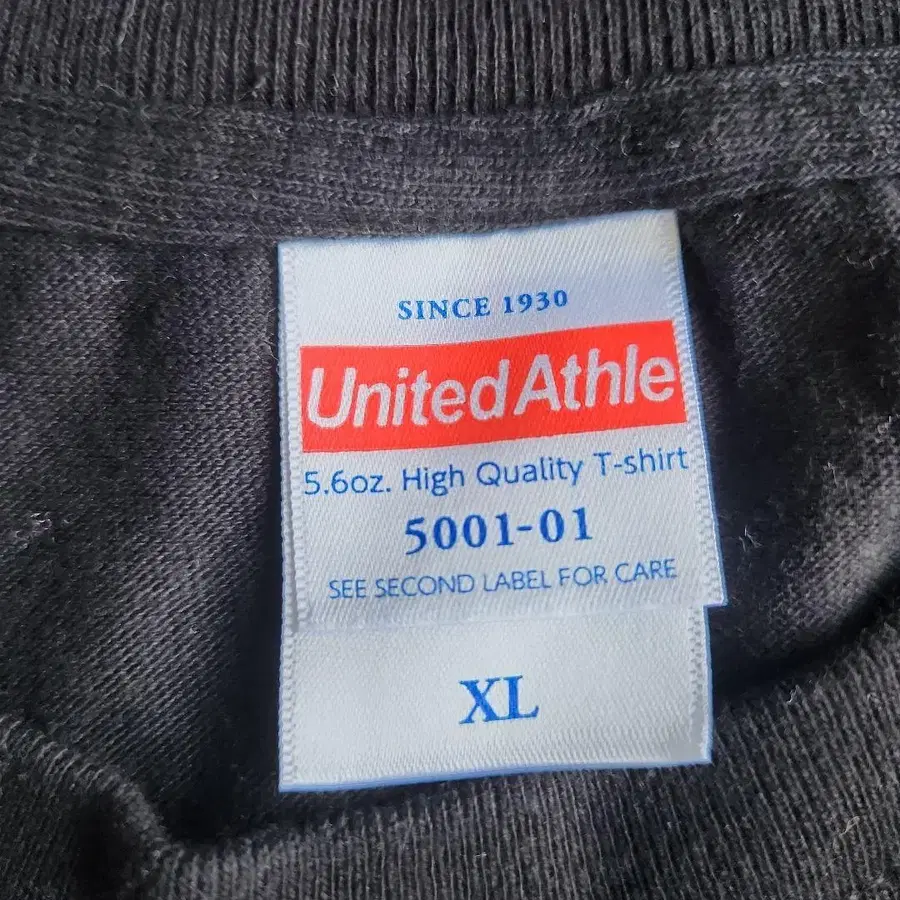 SINCE 1930
United Athle
5.6oz. High Quality T-shirt
5001-01
SEE SECOND LABEL FOR CARE
XL